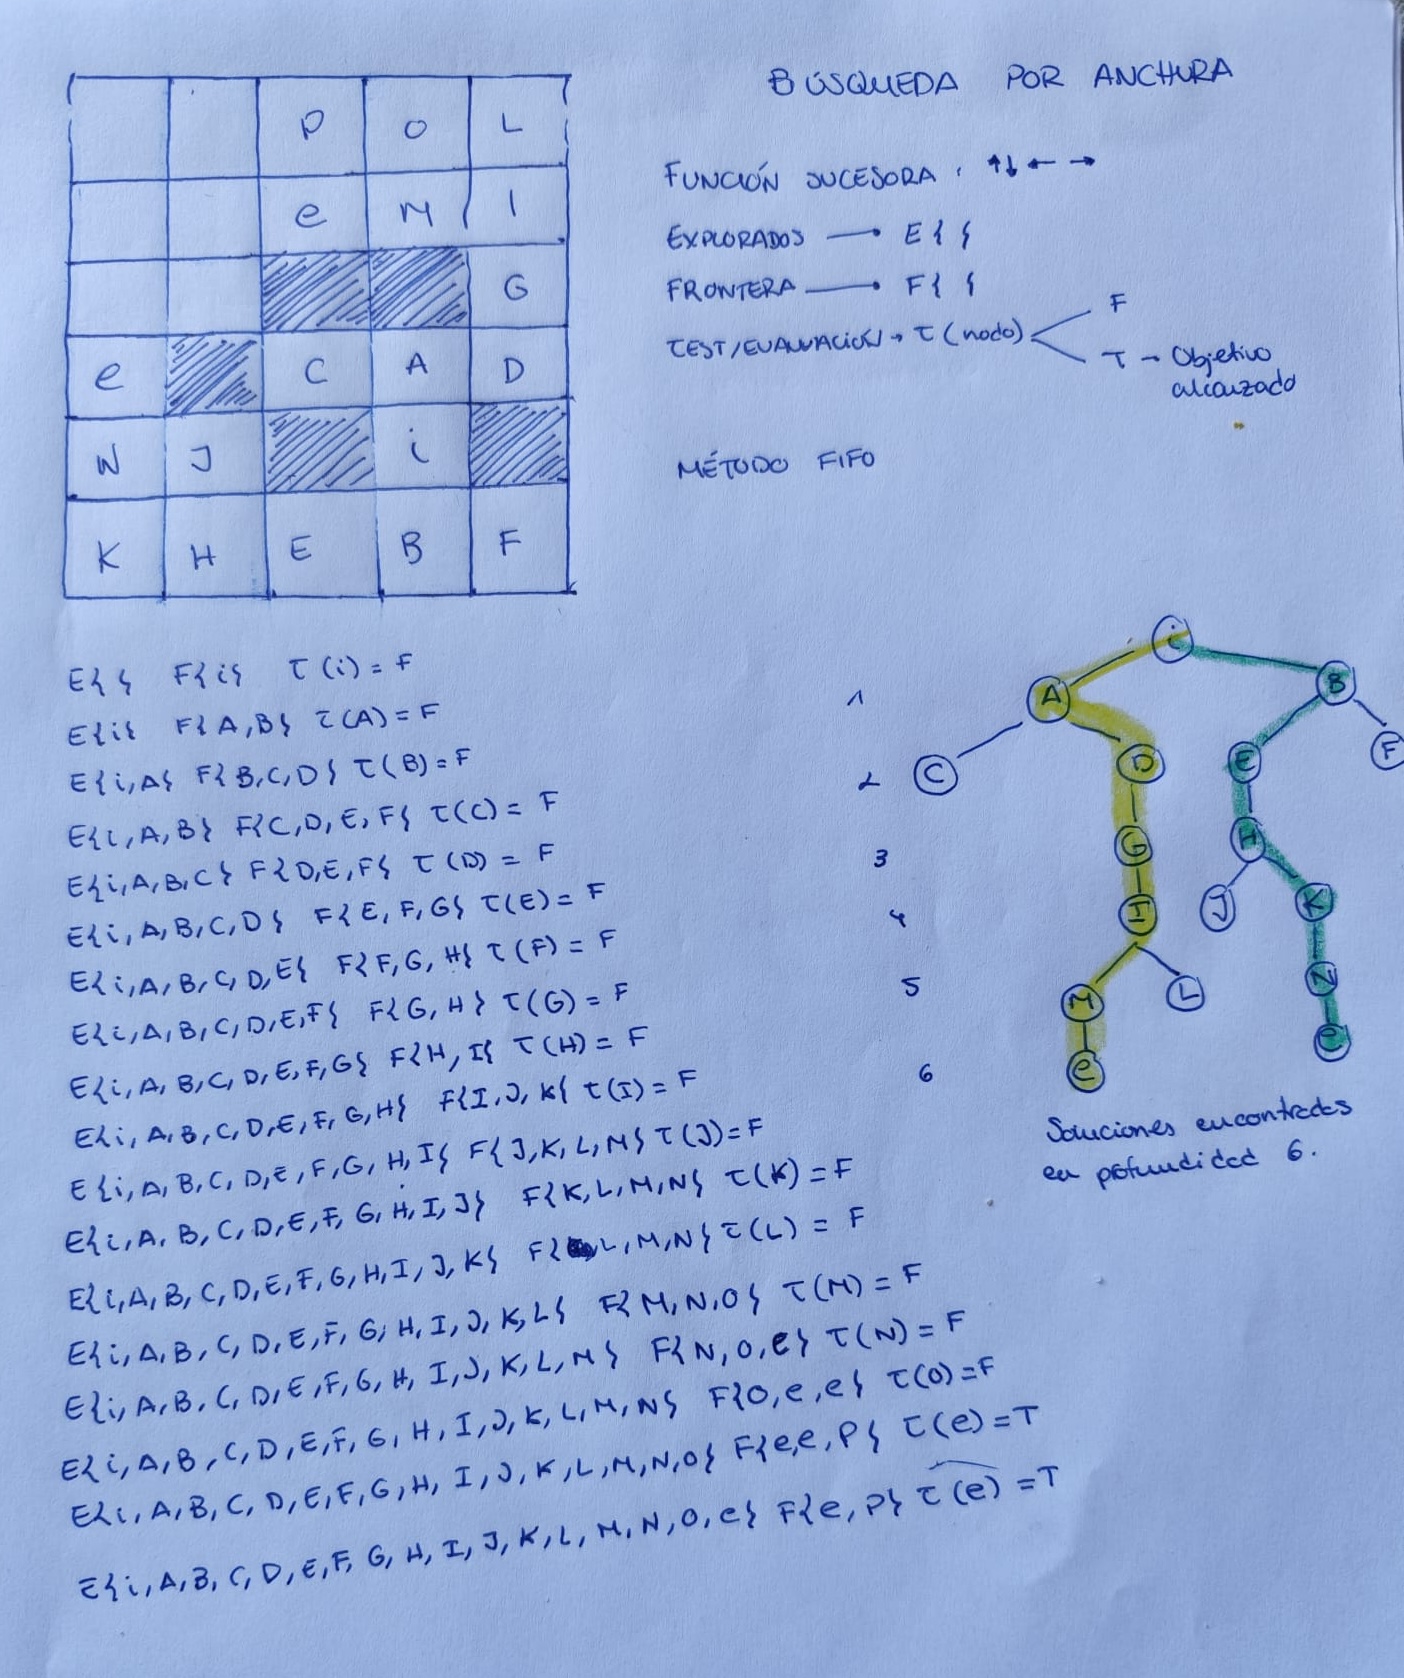 BÚSQUEDA POR ANCHURA
P O L
e M I
G
e C A D
N J i
K H E B F
FUNCIÓN SUCESORA: ↑↓←→
EXPLORADOS → E{ }
FRONTERA → F{ }
TEST/EVALUACIÓN → T(nodo)
F
T - Objetivo
alcanzado
MÉTODO FIFO
E{ } F{i} T(i) = F
E{i} F{A,B} T(A) = F
E{i,A} F{B,C,D} T(B) = F
E{i,A,B} F{C,D,E,F} T(C) = F
E{i,A,B,C} F{D,E,F} T(D) = F
E{i,A,B,C,D} F{E,F,G} T(E) = F
E{i,A,B,C,D,E} F{F,G,H} T(F) = F
E{i,A,B,C,D,E,F} F{G,H} T(G) = F
E{i,A,B,C,D,E,F,G} F{H,I} T(H) = F
E{i,A,B,C,D,E,F,G,H} F{I,J,K} T(I) = F
E{i,A,B,C,D,E,F,G,H,I} F{J,K,L,M} T(J) = F
E{i,A,B,C,D,E,F,G,H,I,J} F{K,L,M,N} T(K) = F
E{i,A,B,C,D,E,F,G,H,I,J,K} F{L,M,N} T(L) = F
E{i,A,B,C,D,E,F,G,H,I,J,K,L} F{M,N,O} T(M) = F
E{i,A,B,C,D,E,F,G,H,I,J,K,L,M} F{N,O,e} T(N) = F
E{i,A,B,C,D,E,F,G,H,I,J,K,L,M,N} F{O,e,e} T(O) = F
E{i,A,B,C,D,E,F,G,H,I,J,K,L,M,N,O} F{e,e,P} T(e) = T
E{i,A,B,C,D,E,F,G,H,I,J,K,L,M,N,O,e} F{e,P} T(e) = T
i
1 A B
2 C D E F
3 G H
4 I J K
5 M L N
6 e e
Soluciones encontradas
en profundidad 6.